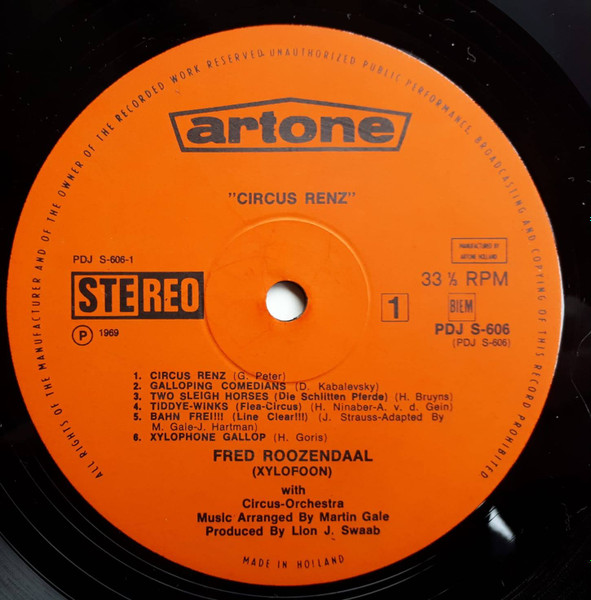 ALL RIGHTS OF THE MANUFACTURER AND OF THE OWNER OF THE RECORDED WORK RESERVED UNAUTHORIZED PUBLIC PERFORMANCE, BROADCASTING AND COPYING OF THIS RECORD PROHIBITED
artone
"CIRCUS RENZ"
MANUFACTURED BY
ARTONE HOLLAND
PDJ S-606-1
33 ⅓ RPM
STEREO
1
BIEM
PDJ S-606
(PDJ S-606)
Ⓟ 1969
1. CIRCUS RENZ (G. Peter)
2. GALLOPING COMEDIANS (D. Kabalevsky)
3. TWO SLEIGH HORSES (Die Schlitten Pferde) (H. Bruyns)
4. TIDDYE-WINKS (Flea-Circus) (H. Ninaber-A. v. d. Gein)
5. BAHN FREI!!! (Line Clear!!!) (J. Strauss-Adapted By
M. Gale-J. Hartman)
6. XYLOPHONE GALLOP (H. Goris)
FRED ROOZENDAAL
(XYLOFOON)
with
Circus-Orchestra
Music Arranged By Martin Gale
Produced By Lion J. Swaab
MADE IN HOLLAND